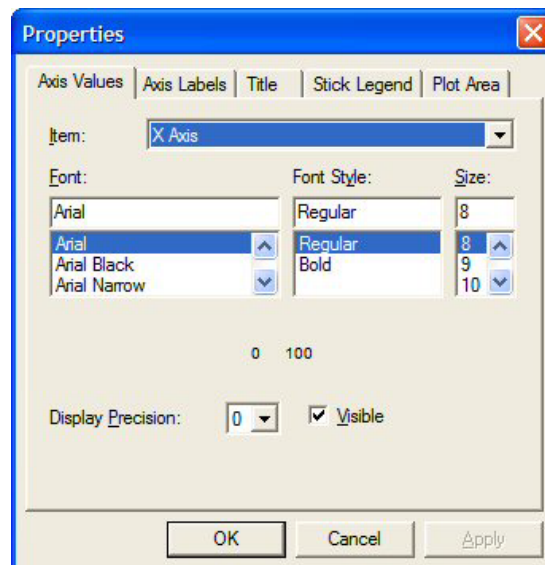 Properties
Axis Values Axis Labels Title Stick Legend Plot Area
Item: X Axis
Font: Font Style: Size:
Arial Regular 8
Arial Regular 8
Arial Black Bold 9
Arial Narrow 10
0 100
Display Precision: 0 Visible
OK Cancel Apply